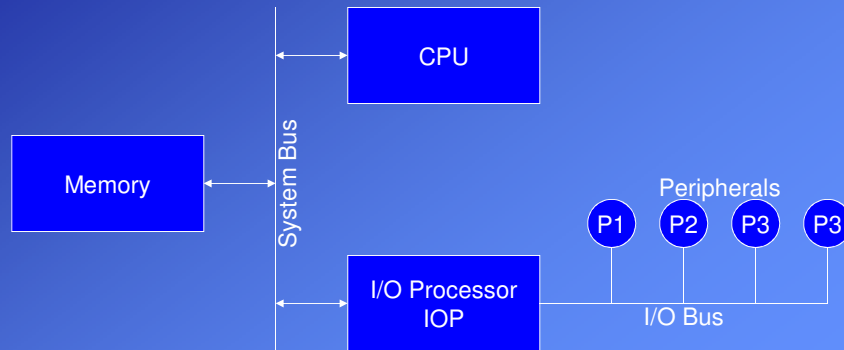 CPU
System Bus
Memory
Peripherals
P1 P2 P3 P3
I/O Processor
IOP
I/O Bus